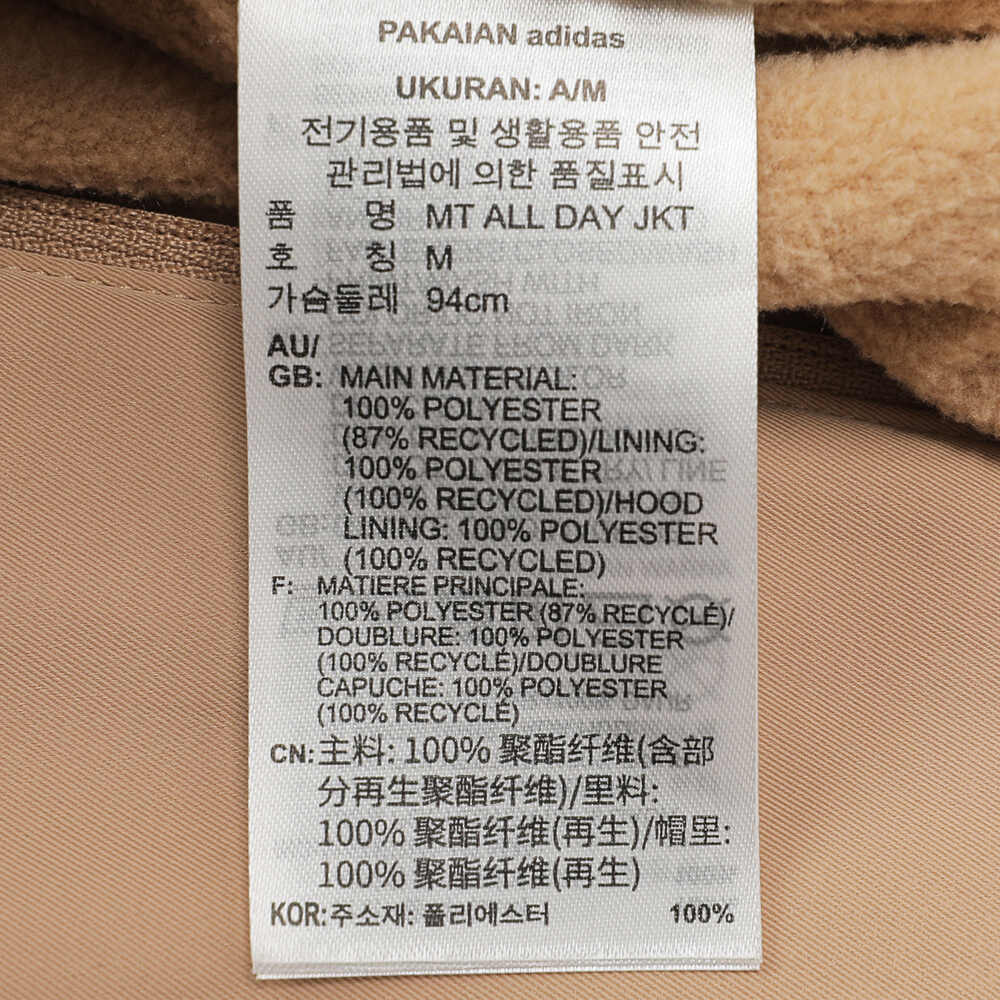 PAKAIAN adidas
UKURAN: A/M
전기용품 및 생활용품 안전
관리법에 의한 품질표시
품 명 MT ALL DAY JKT
호 칭 M
가슴둘레 94cm
AU/
GB: MAIN MATERIAL:
100% POLYESTER
(87% RECYCLED)/LINING:
100% POLYESTER
(100% RECYCLED)/HOOD
LINING: 100% POLYESTER
(100% RECYCLED)
F: MATIERE PRINCIPALE:
100% POLYESTER (87% RECYCLÉ)/
DOUBLURE: 100% POLYESTER
(100% RECYCLÉ)/DOUBLURE
CAPUCHE: 100% POLYESTER
(100% RECYCLÉ)
CN: 主料: 100% 聚酯纤维(含部
分再生聚酯纤维)/里料:
100% 聚酯纤维(再生)/帽里:
100% 聚酯纤维(再生)
KOR: 주소재: 폴리에스터 100%